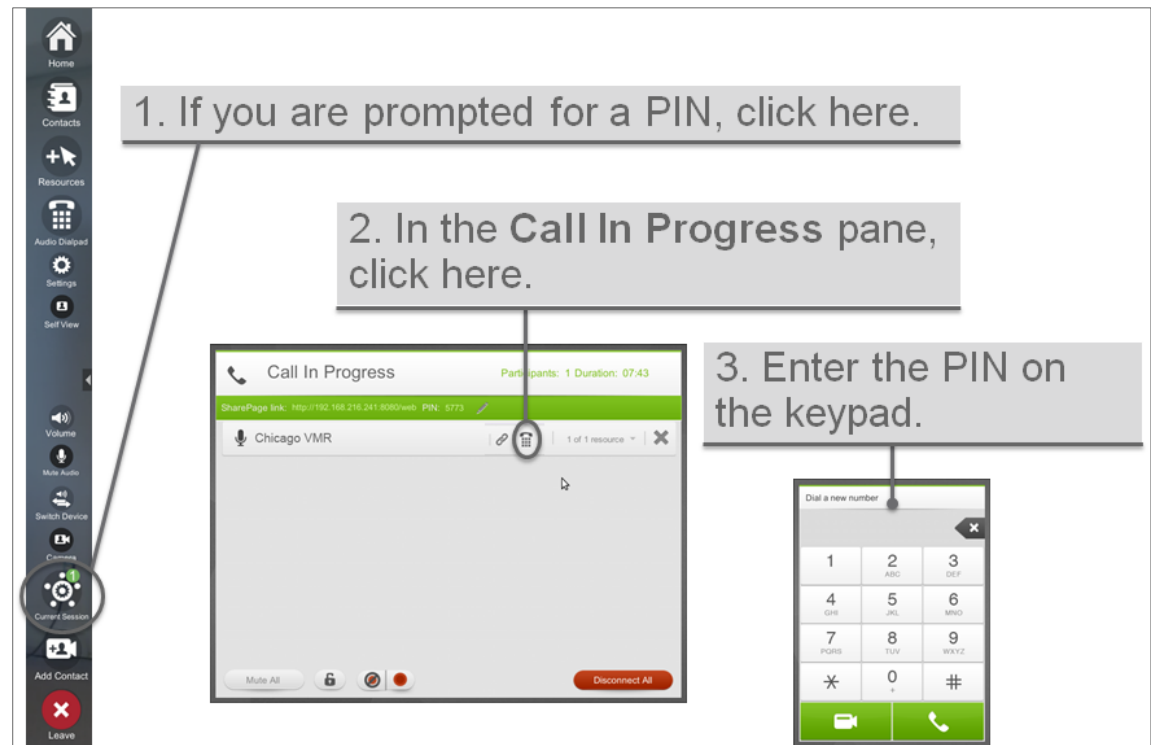 Home
Contacts
Resources
Audio Dialpad
Settings
Self View
Volume
Mute Audio
Switch Device
Camera
1
Current Session
Add Contact
Leave
1. If you are prompted for a PIN, click here.
2. In the Call In Progress pane,
click here.
Call In Progress Participants: 1 Duration: 07:43
SharePage link: http://192.168.216.241:8080/web PIN: 5773
Chicago VMR 1 of 1 resource
Mute All Disconnect All
3. Enter the PIN on
the keypad.
Dial a new number
1 2 3
ABC DEF
4 5 6
GHI JKL MNO
7 8 9
PQRS TUV WXYZ
* 0 #
+